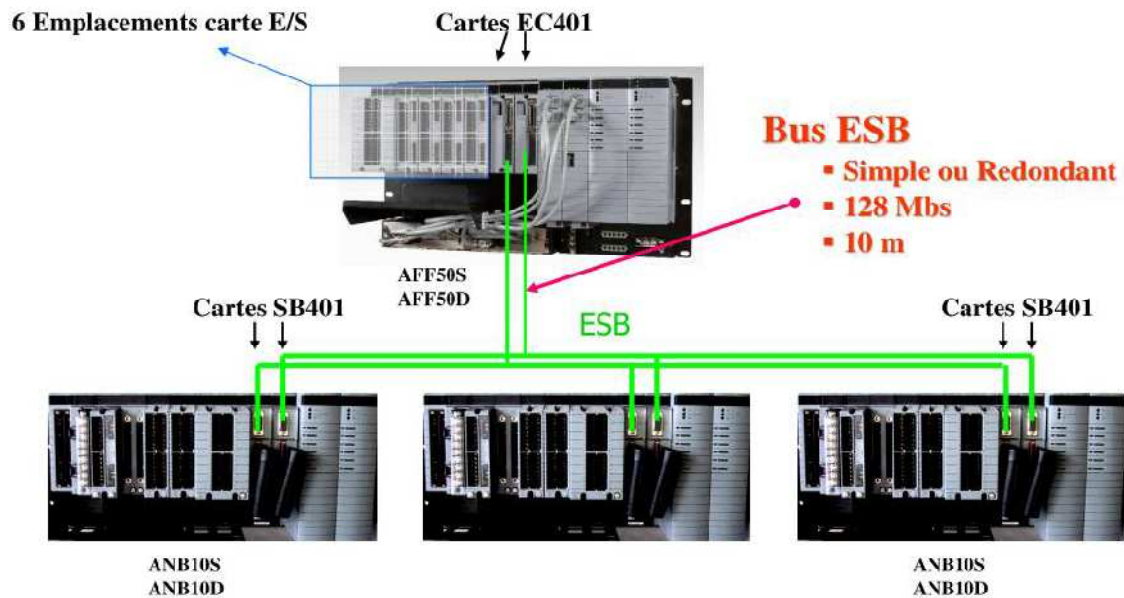 6 Emplacements carte E/S
Cartes EC401
Bus ESB
▪ Simple ou Redondant
▪ 128 Mbs
▪ 10 m
AFF50S
AFF50D
Cartes SB401
ESB
Cartes SB401
ANB10S
ANB10D
ANB10S
ANB10D